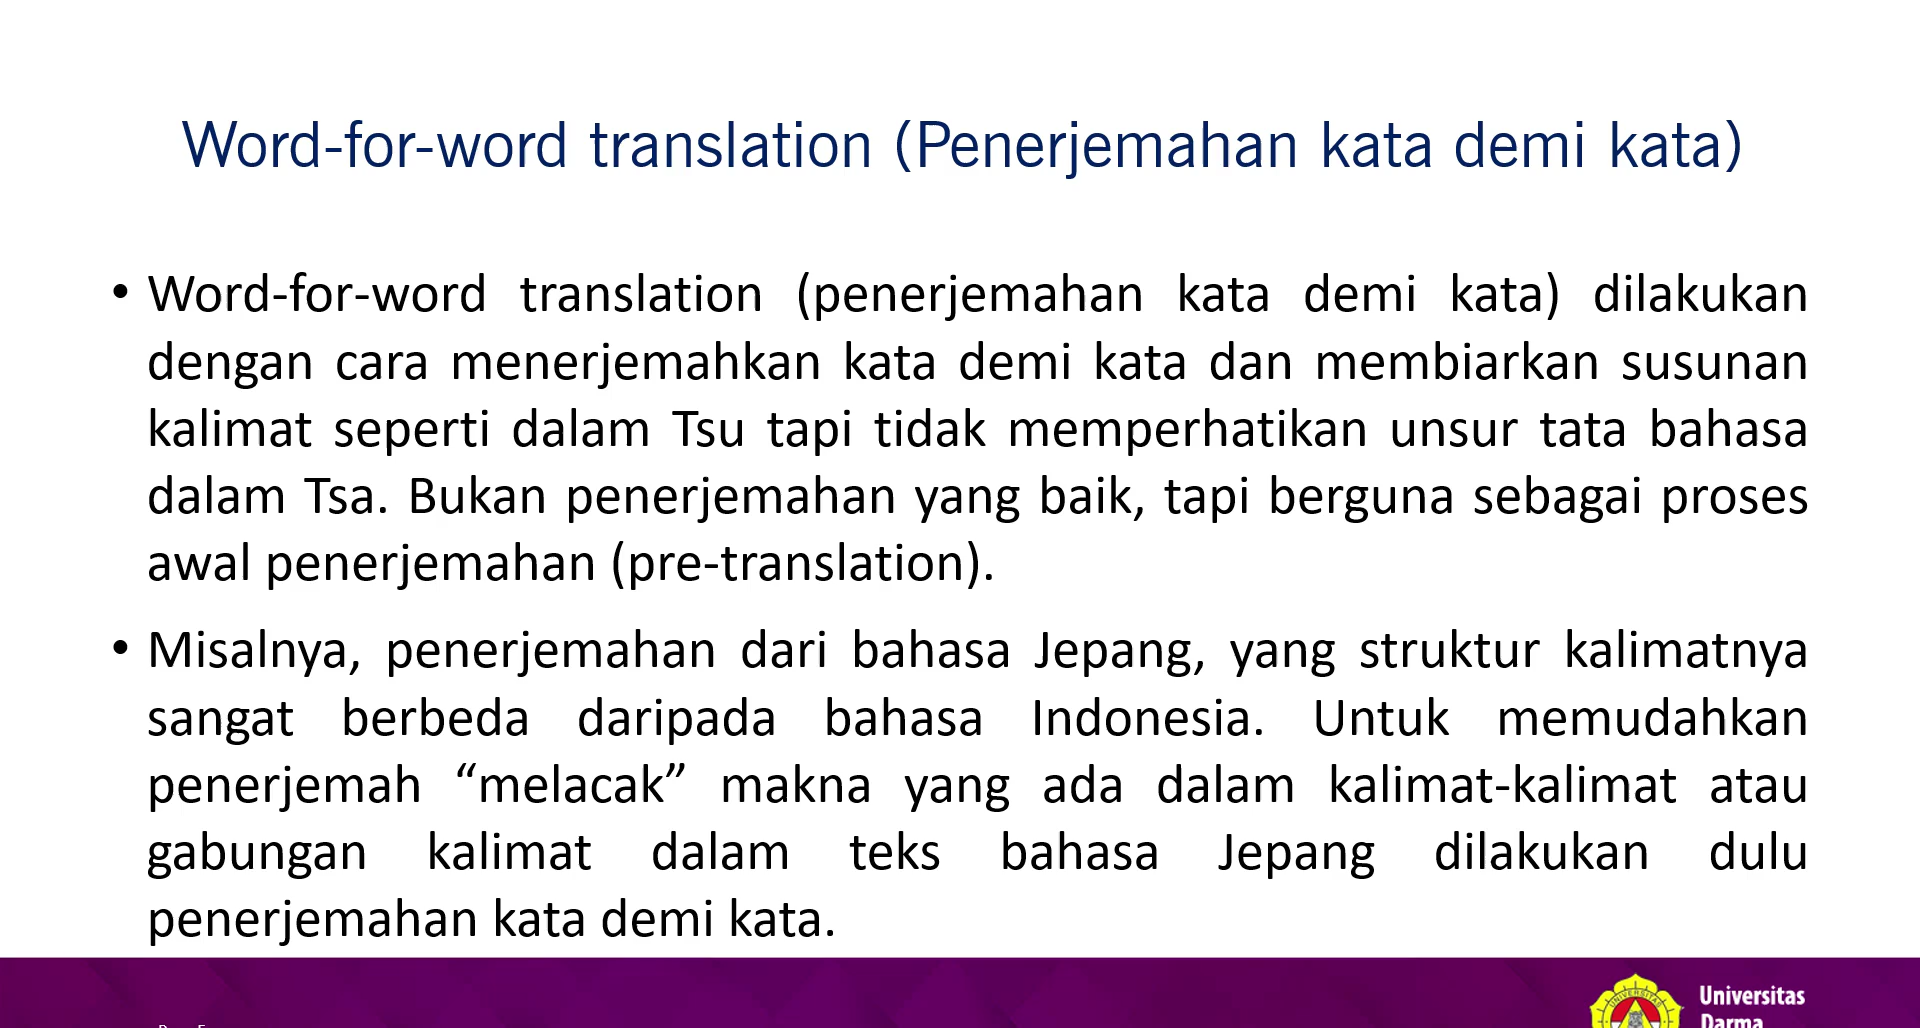 Word-for-word translation (Penerjemahan kata demi kata)
• Word-for-word translation (penerjemahan kata demi kata) dilakukan
dengan cara menerjemahkan kata demi kata dan membiarkan susunan
kalimat seperti dalam Tsu tapi tidak memperhatikan unsur tata bahasa
dalam Tsa. Bukan penerjemahan yang baik, tapi berguna sebagai proses
awal penerjemahan (pre-translation).
• Misalnya, penerjemahan dari bahasa Jepang, yang struktur kalimatnya
sangat berbeda daripada bahasa Indonesia. Untuk memudahkan
penerjemah “melacak” makna yang ada dalam kalimat-kalimat atau
gabungan kalimat dalam teks bahasa Jepang dilakukan dulu
penerjemahan kata demi kata.
UNIVERSITAS
Universitas
Darma